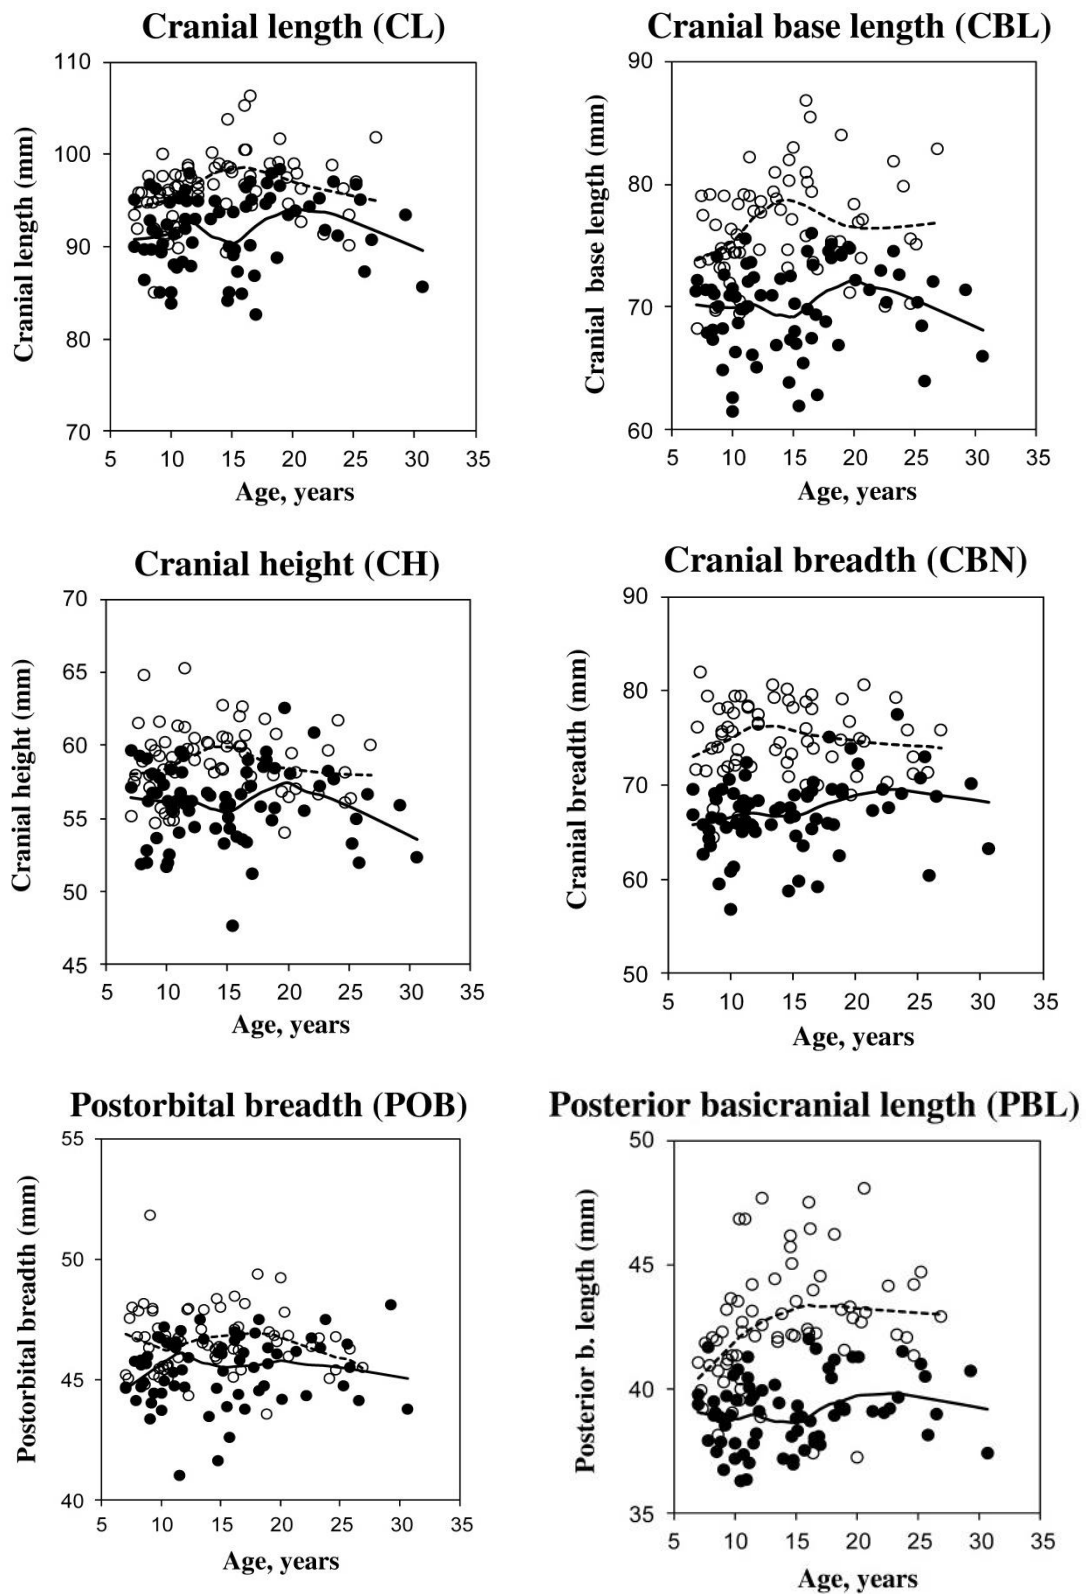 Cranial length (CL)
Cranial length (mm)
110
100
90
80
70
5 10 15 20 25 30 35
Age, years
Cranial base length (CBL)
Cranial base length (mm)
90
80
70
60
5 10 15 20 25 30 35
Age, years
Cranial height (CH)
Cranial height (mm)
70
65
60
55
50
45
5 10 15 20 25 30 35
Age, years
Cranial breadth (CBN)
Cranial breadth (mm)
90
80
70
60
50
5 10 15 20 25 30 35
Age, years
Postorbital breadth (POB)
Postorbital breadth (mm)
55
50
45
40
5 10 15 20 25 30 35
Age, years
Posterior basicranial length (PBL)
Posterior b. length (mm)
50
45
40
35
5 10 15 20 25 30 35
Age, years